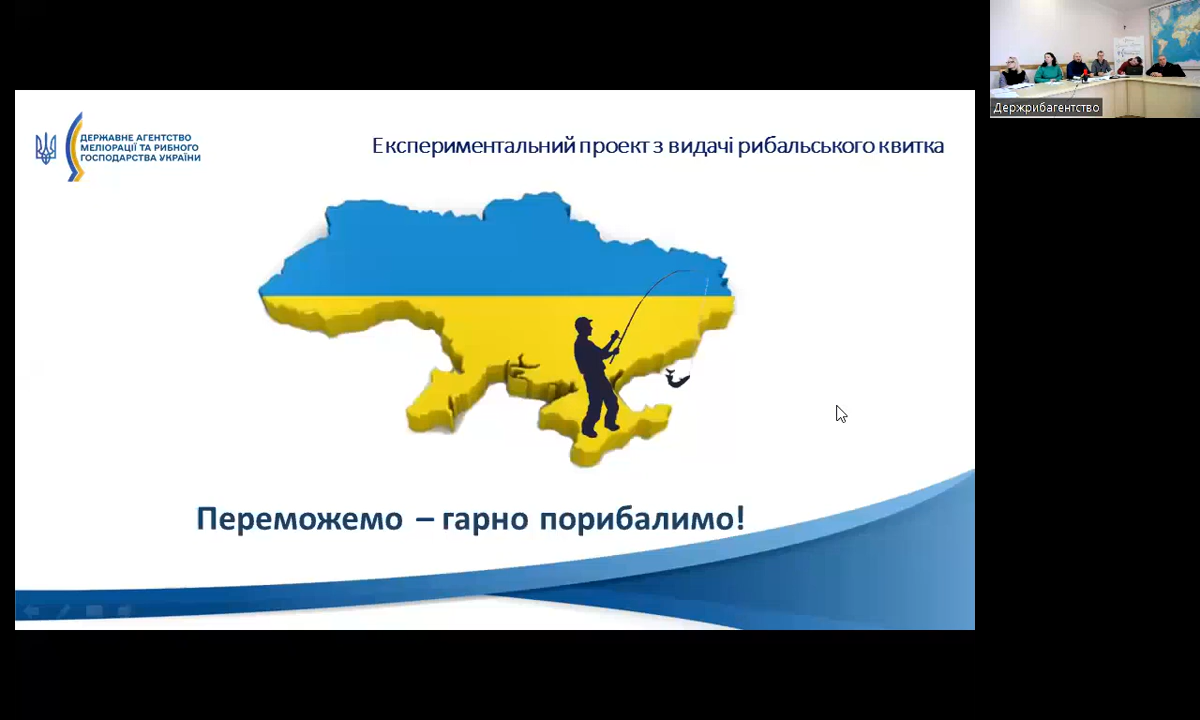 ДЕРЖАВНЕ АГЕНТСТВО
МЕЛІОРАЦІЇ ТА РИБНОГО
ГОСПОДАРСТВА УКРАЇНИ
Експериментальний проект з видачі рибальського квитка
Переможемо – гарно порибалимо!
Держрибагентство